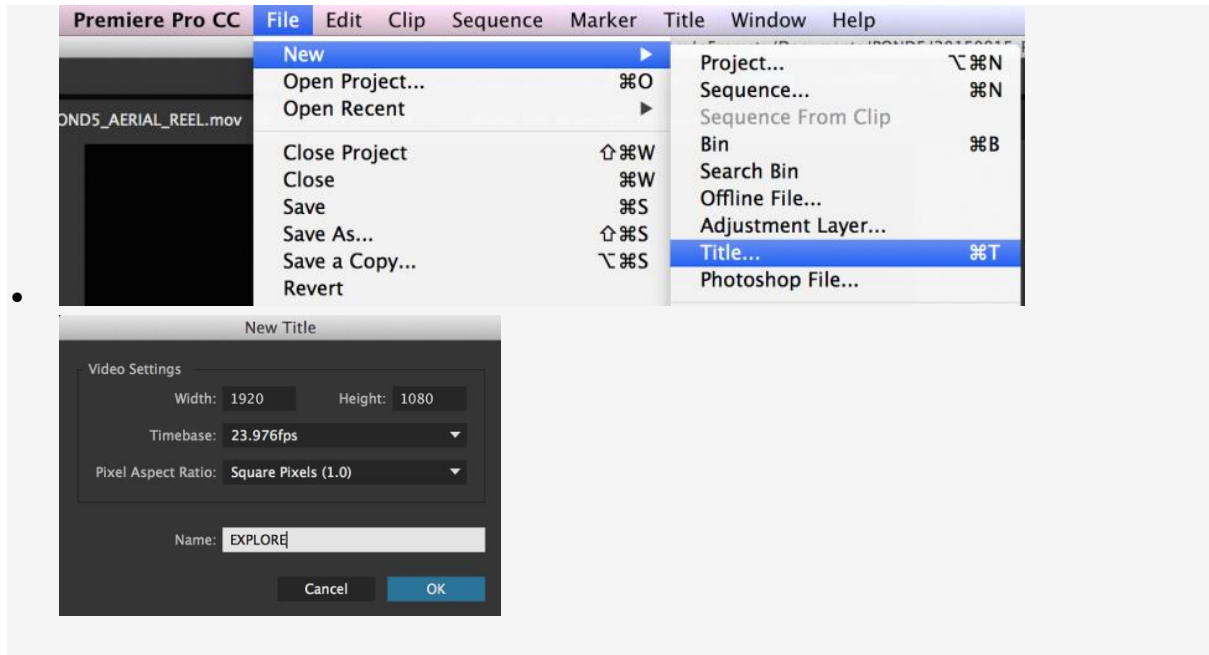 Premiere Pro CC File Edit Clip Sequence Marker Title Window Help
New ▶
Open Project... ⌘O
Open Recent ▶
Close Project ⇧⌘W
Close ⌘W
Save ⌘S
Save As... ⇧⌘S
Save a Copy... ⌥⌘S
Revert
OND5_AERIAL_REEL.mov
Project... ⌥⌘N
Sequence... ⌘N
Sequence From Clip
Bin ⌘B
Search Bin
Offline File...
Adjustment Layer...
Title... ⌘T
Photoshop File...
New Title
Video Settings
Width: 1920 Height: 1080
Timebase: 23.976fps
Pixel Aspect Ratio: Square Pixels (1.0)
Name: EXPLORE
Cancel OK